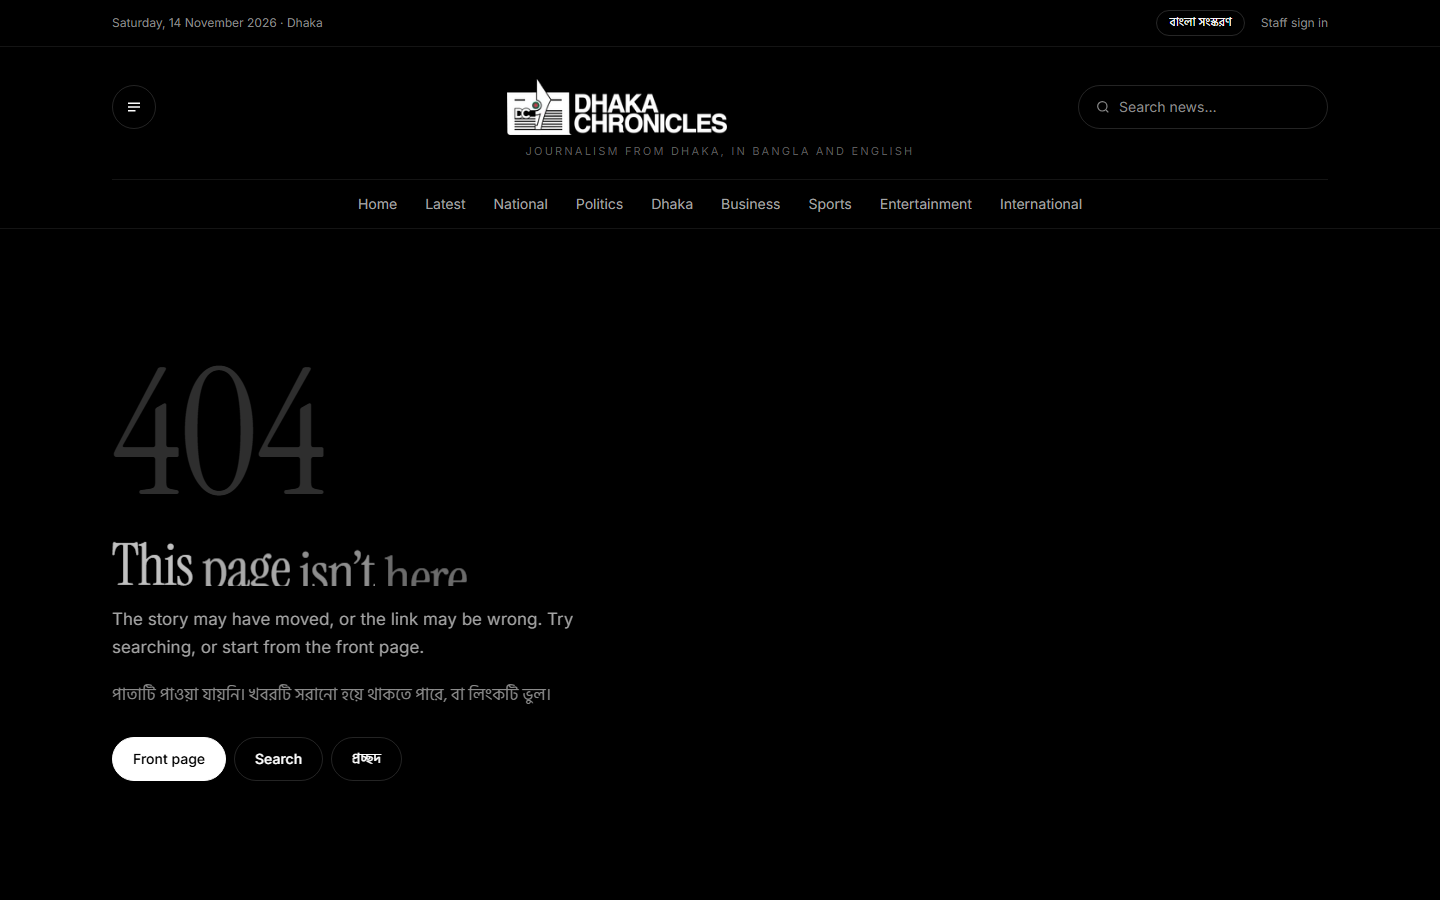 Saturday, 14 November 2026 · Dhaka
বাংলা সংস্করণ
Staff sign in
DC
DHAKA
CHRONICLES
Search news...
JOURNALISM FROM DHAKA, IN BANGLA AND ENGLISH
Home Latest National Politics Dhaka Business Sports Entertainment International
404
This page isn’t here
The story may have moved, or the link may be wrong. Try
searching, or start from the front page.
পাতাটি পাওয়া যায়নি। খবরটি সরানো হয়ে থাকতে পারে, বা লিংকটি ভুল।
Front page
Search
প্রচ্ছদ